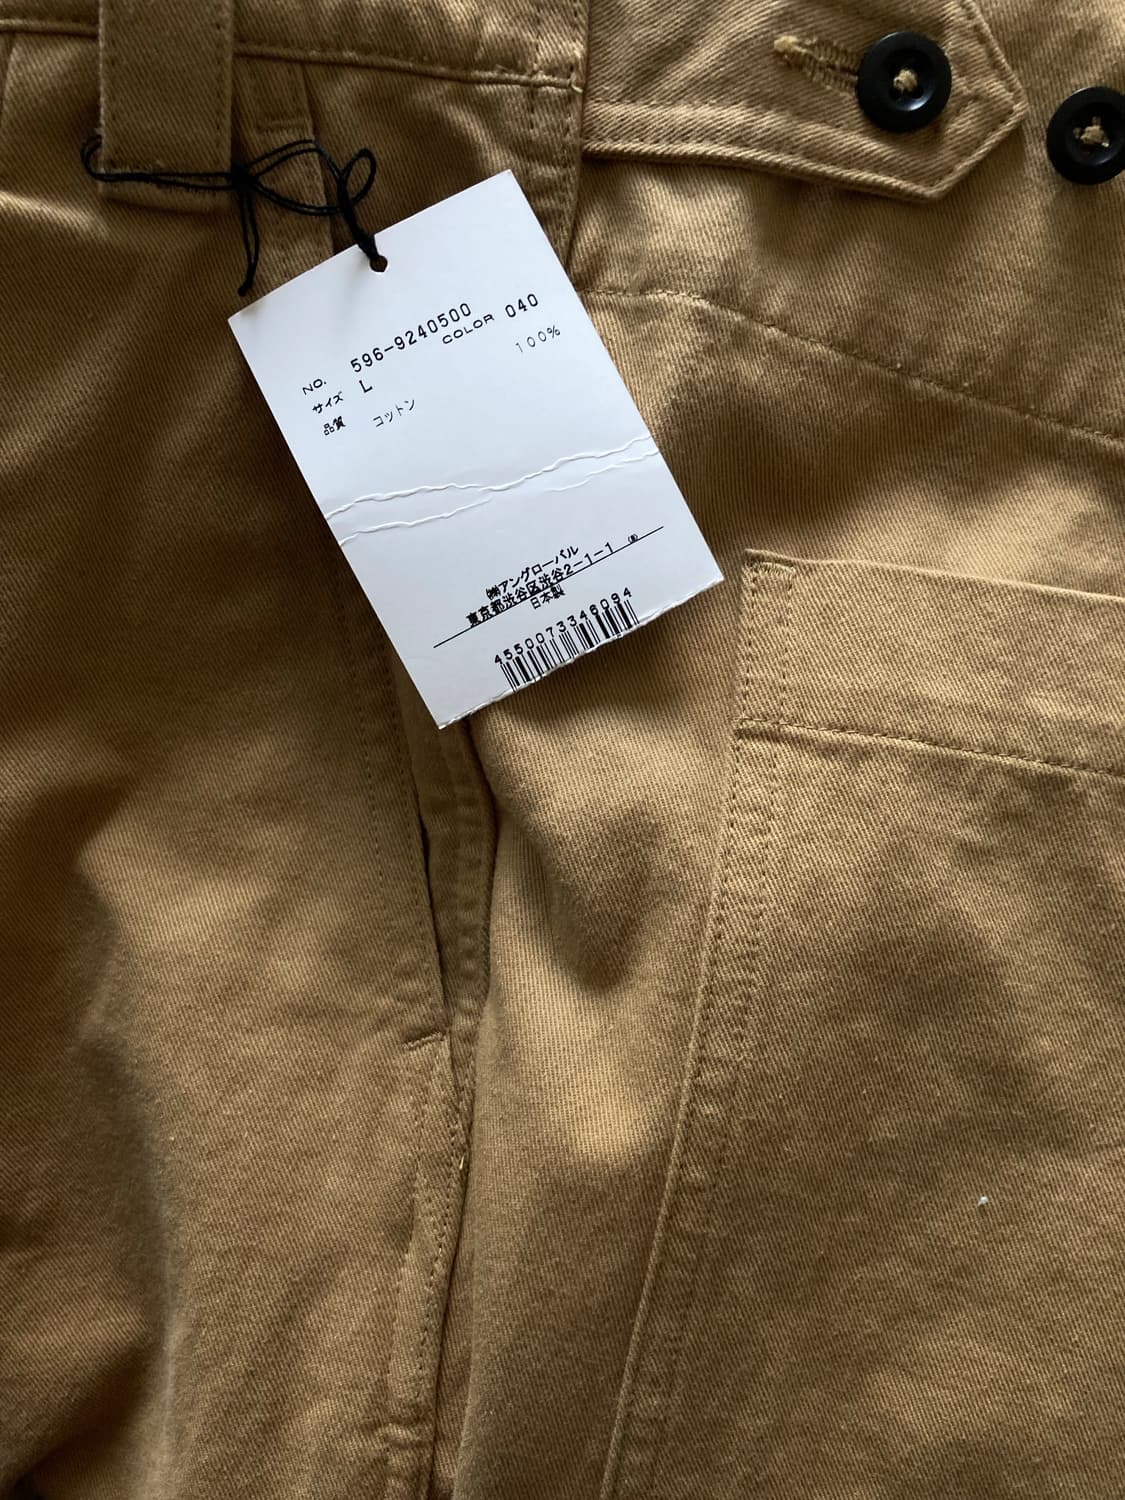 NO. 596-9240500
COLOR 040
サイズ L
品質 コットン 100%
㈱アングローバル
東京都渋谷区渋谷2-1-1
日本製
4550073346094